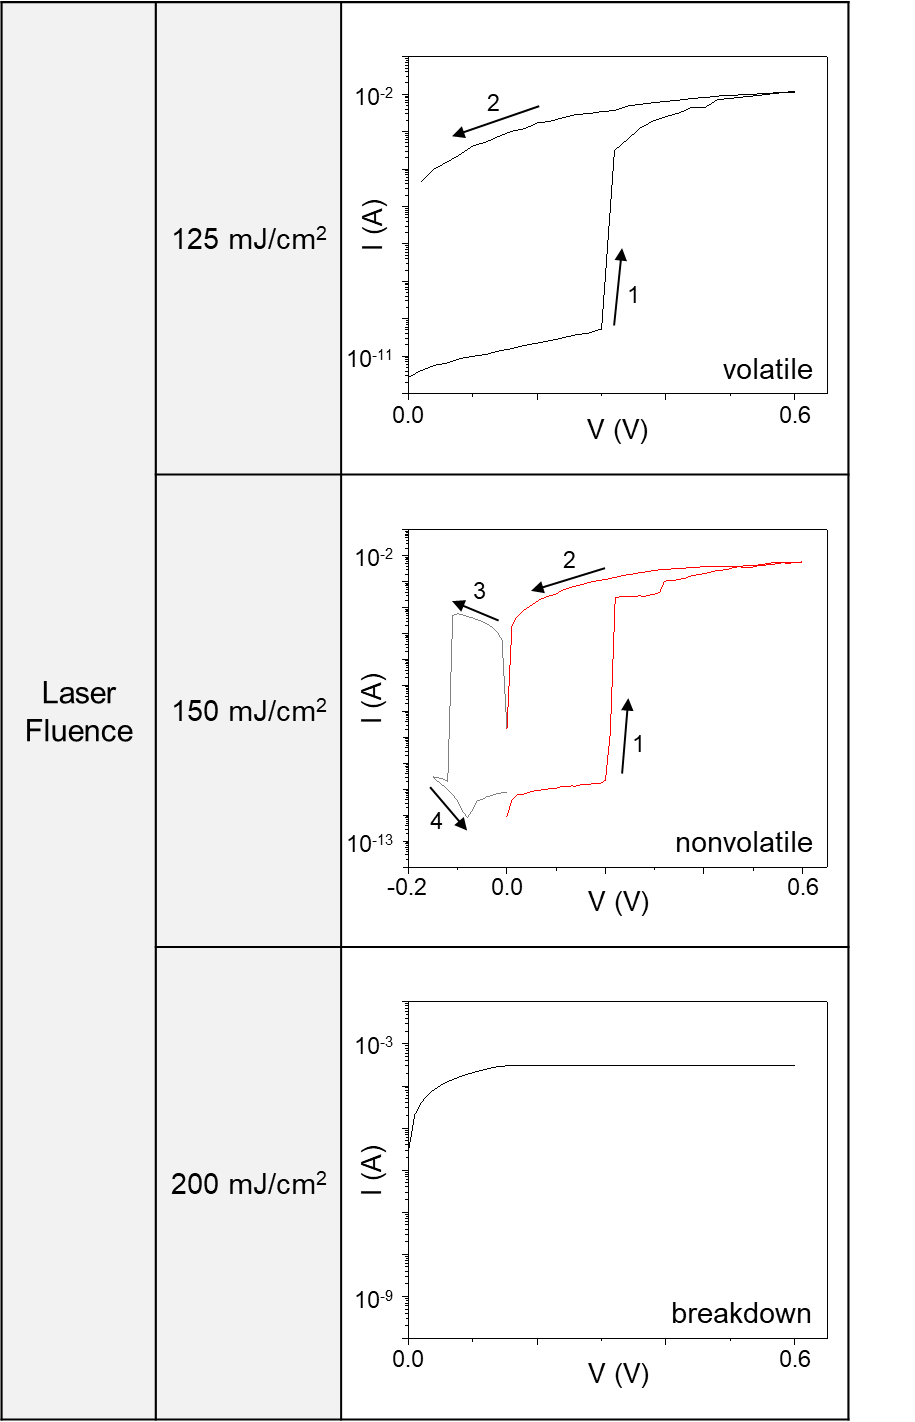 Laser
Fluence
125 mJ/cm²
10⁻²
10⁻¹¹
I (A)
2
1
volatile
0.0
0.6
V (V)
150 mJ/cm²
10⁻²
10⁻¹³
I (A)
2
3
1
4
nonvolatile
-0.2
0.0
0.6
V (V)
200 mJ/cm²
10⁻³
10⁻⁹
I (A)
breakdown
0.0
0.6
V (V)